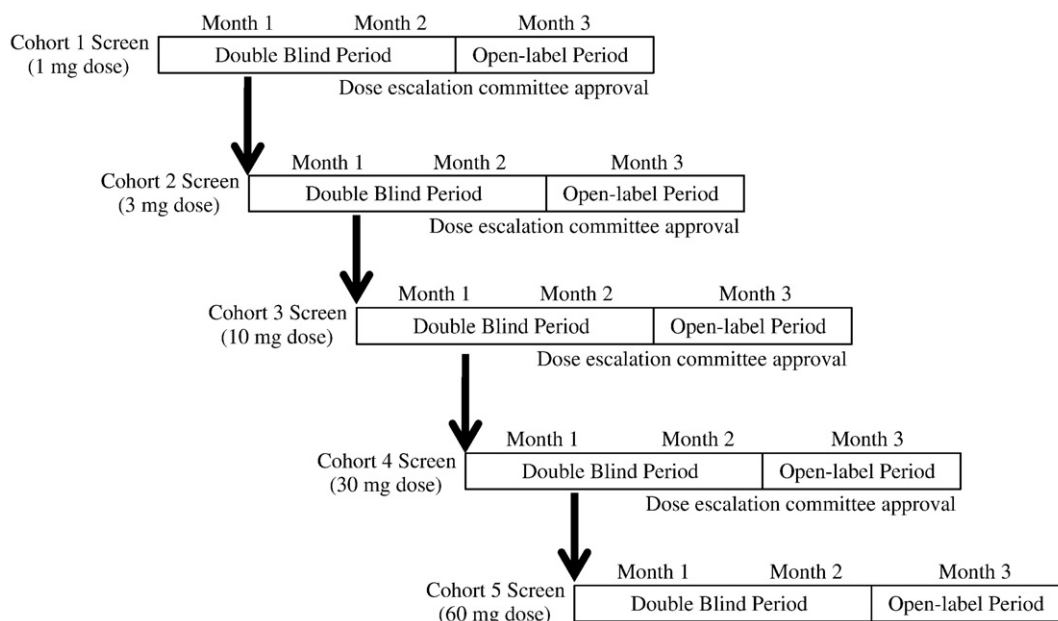 Month 1 Month 2 Month 3
Cohort 1 Screen
(1 mg dose)
Double Blind Period Open-label Period
Dose escalation committee approval
Month 1 Month 2 Month 3
Cohort 2 Screen
(3 mg dose)
Double Blind Period Open-label Period
Dose escalation committee approval
Month 1 Month 2 Month 3
Cohort 3 Screen
(10 mg dose)
Double Blind Period Open-label Period
Dose escalation committee approval
Month 1 Month 2 Month 3
Cohort 4 Screen
(30 mg dose)
Double Blind Period Open-label Period
Dose escalation committee approval
Month 1 Month 2 Month 3
Cohort 5 Screen
(60 mg dose)
Double Blind Period Open-label Period